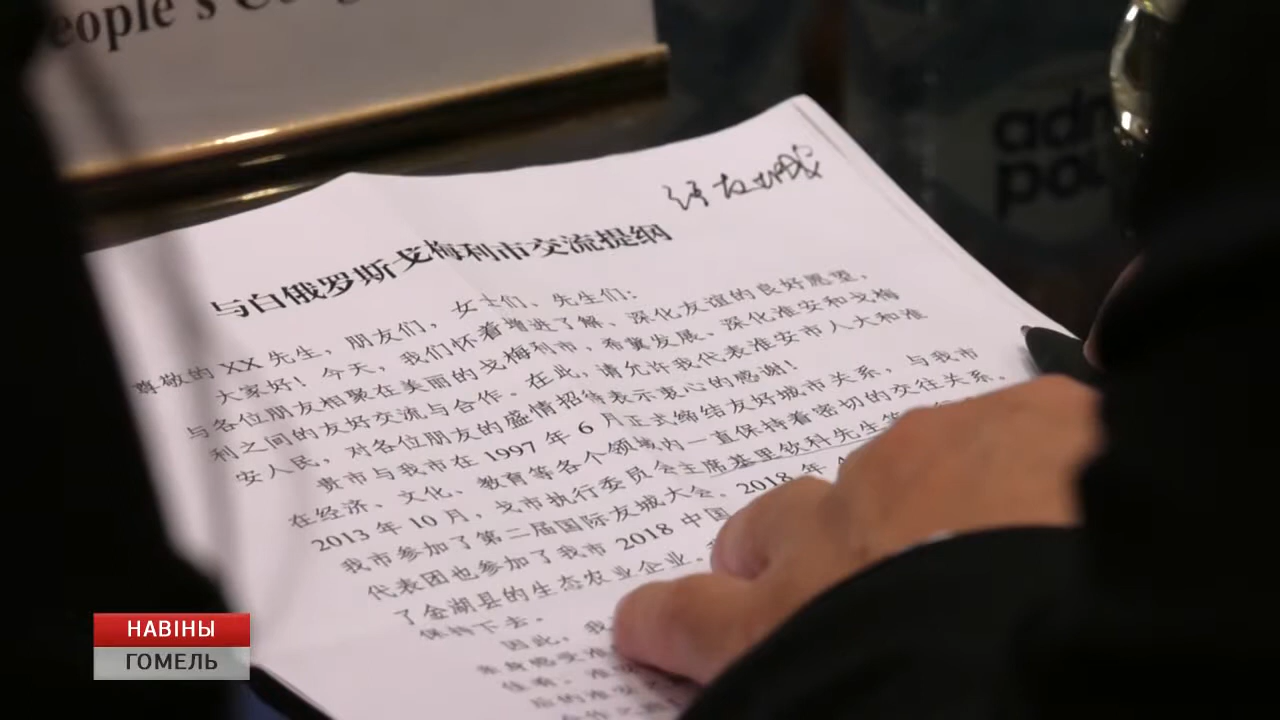 eople's Cong
adm
pol
与白俄罗斯戈梅利市交流提纲
尊敬的 XX 先生，朋友们，女士们、先生们：
大家好！今天，我们怀着增进了解、深化友谊的良好愿望，
与各位朋友相聚在美丽的戈梅利市，希冀发展、深化淮安和戈梅
利之间的友好交流与合作。在此，请允许我代表淮安市人大和淮
安人民，对各位朋友的盛情招待表示衷心的感谢！
贵市与我市在 1997 年 6 月正式缔结友好城市关系，与我市
在经济、文化、教育等各个领域内一直保持着密切的交往关系。
2013 年 10 月，戈市执行委员会主席基里钦科先生
我市参加了第二届国际友城大会。2018 年
代表团也参加了我市 2018 中国
了金湖县的生态农业企业。
保持下去。
因此，我
НАВІНЫ
ГОМЕЛЬ